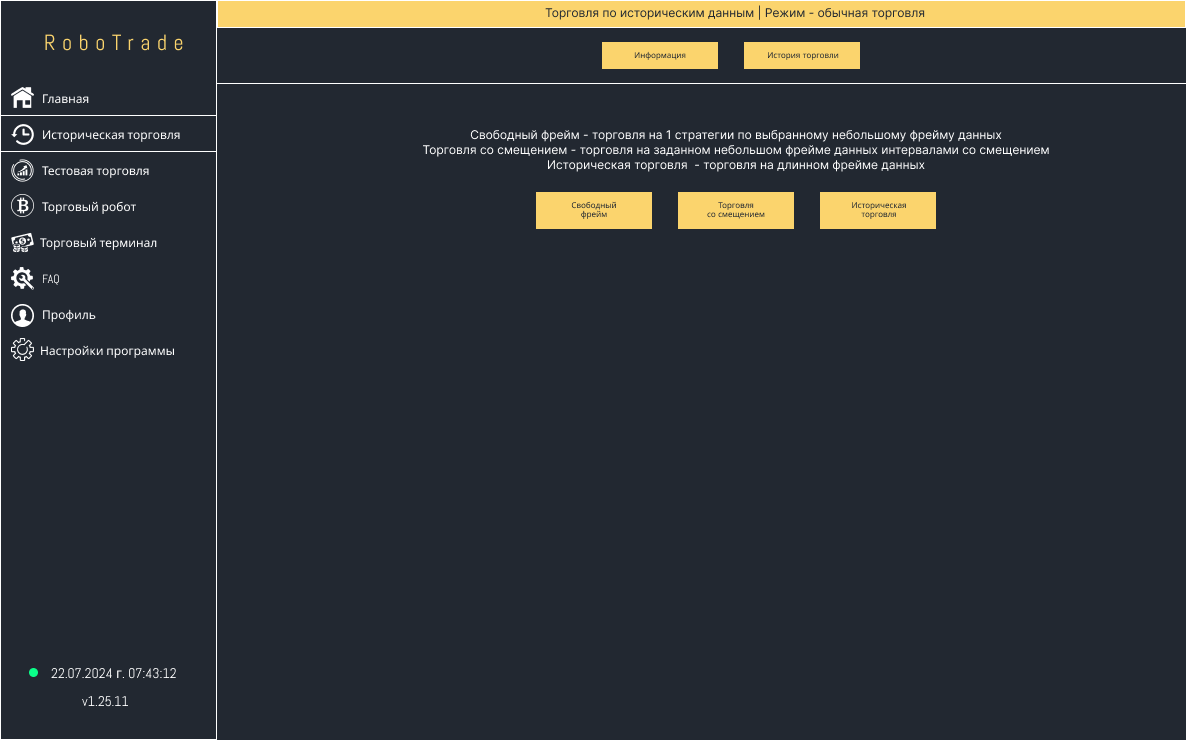 RoboTrade
Главная
Историческая торговля
Тестовая торговля
Торговый робот
Торговый терминал
FAQ
Профиль
Настройки программы
22.07.2024 г. 07:43:12
v1.25.11
Торговля по историческим данным | Режим - обычная торговля
Информация
История торговли
Свободный фрейм - торговля на 1 стратегии по выбранному небольшому фрейму данных
Торговля со смещением - торговля на заданном небольшом фрейме данных интервалами со смещением
Историческая торговля - торговля на длинном фрейме данных
Свободный
фрейм
Торговля
со смещением
Историческая
торговля